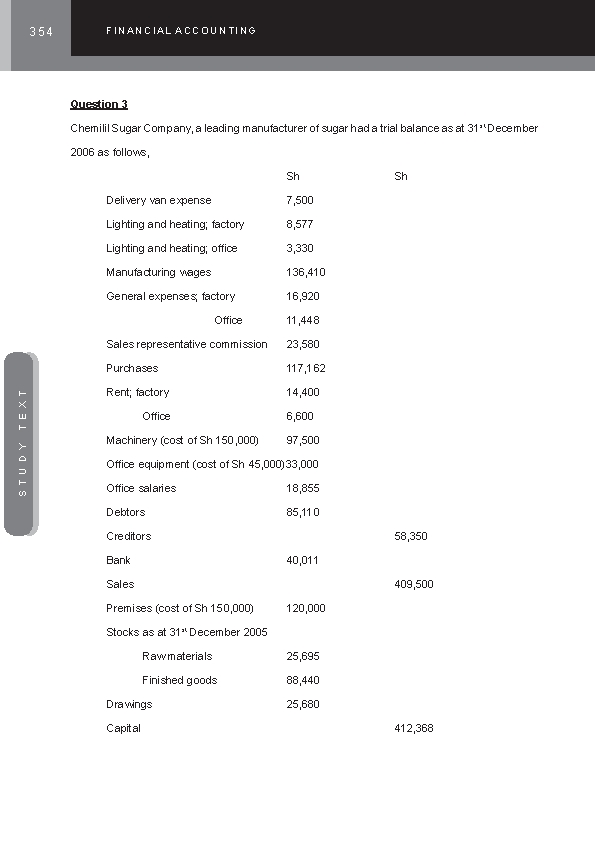 354
FINANCIAL ACCOUNTING
Question 3
Chemilil Sugar Company, a leading manufacturer of sugar had a trial balance as at 31st December
2006 as follows,
Sh Sh
Delivery van expense 7,500
Lighting and heating; factory 8,577
Lighting and heating; office 3,330
Manufacturing wages 136,410
General expenses; factory 16,920
Office 11,448
Sales representative commission 23,580
Purchases 117,162
Rent; factory 14,400
Office 6,600
Machinery (cost of Sh 150,000) 97,500
Office equipment (cost of Sh 45,000)33,000
Office salaries 18,855
Debtors 85,110
Creditors 58,350
Bank 40,011
Sales 409,500
Premises (cost of Sh 150,000) 120,000
Stocks as at 31st December 2005
Raw materials 25,695
Finished goods 88,440
Drawings 25,680
Capital 412,368
STUDY TEXT